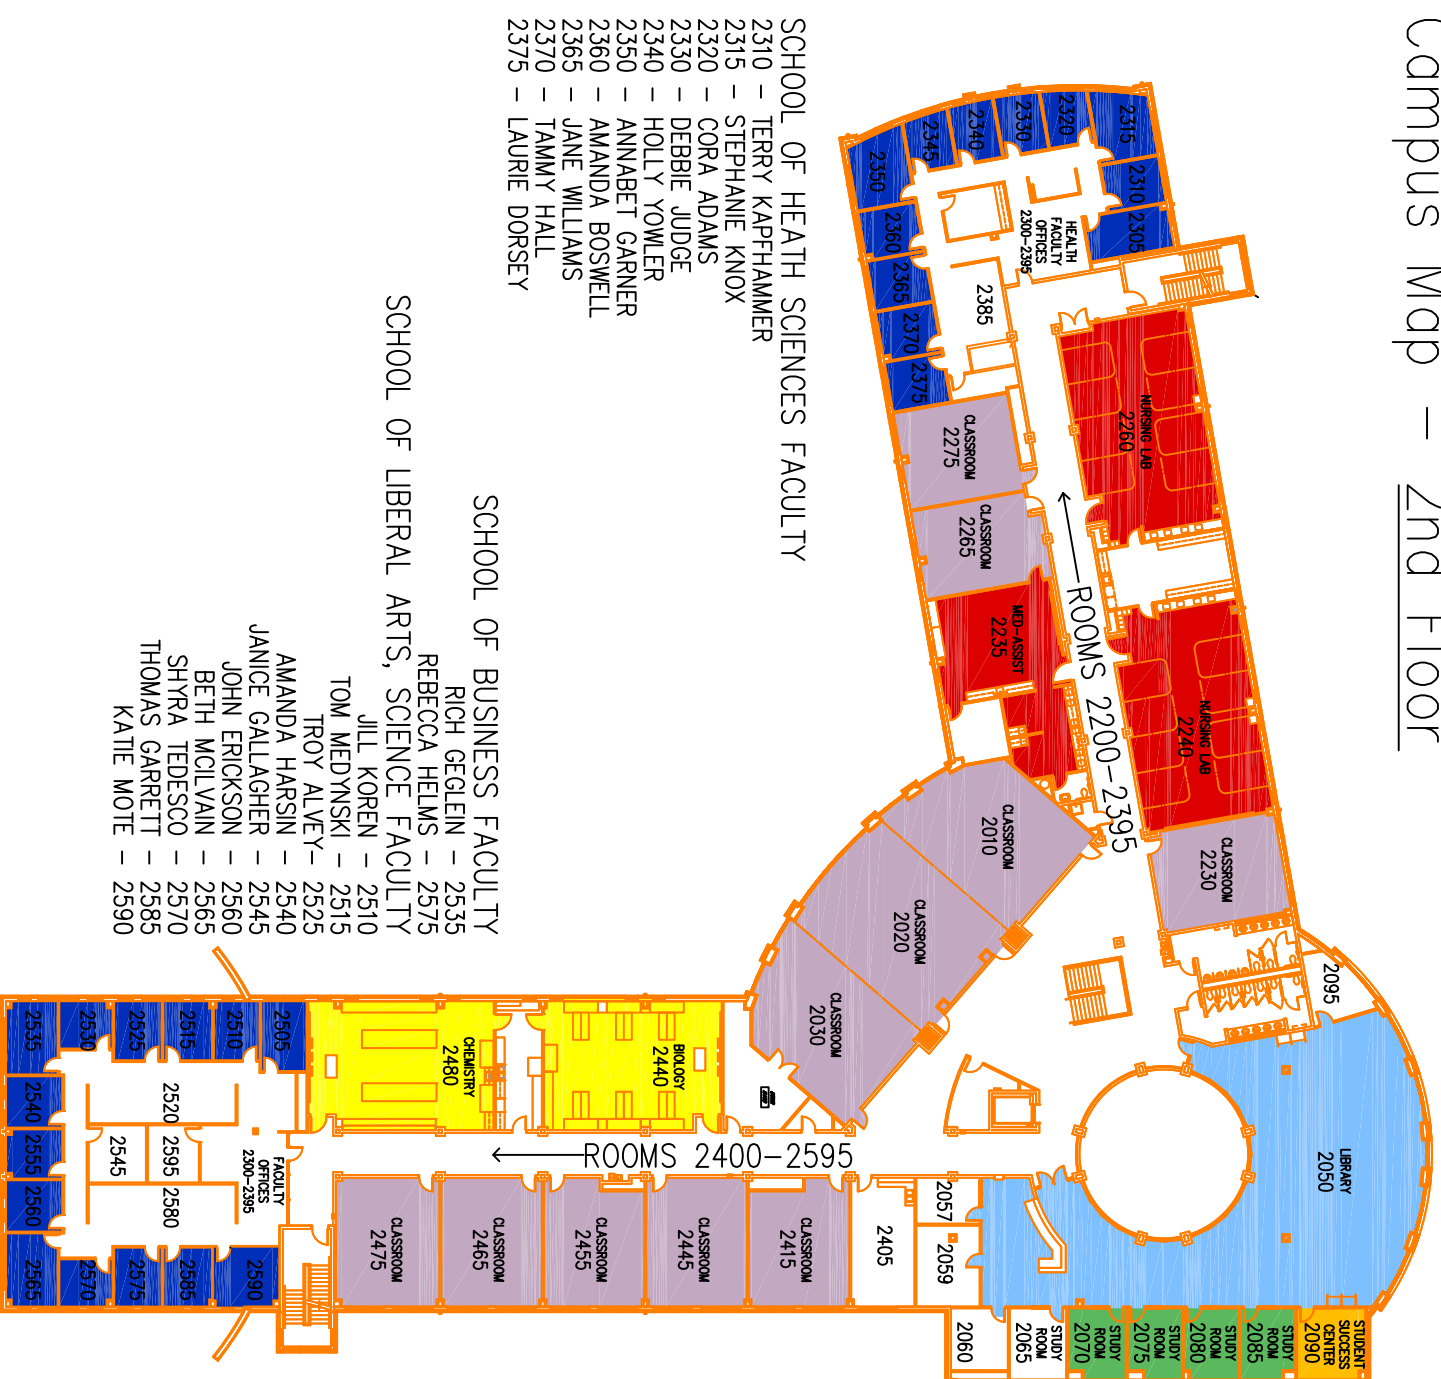 Campus Map - 2nd Floor
SCHOOL OF HEATH SCIENCES FACULTY
2310 - TERRY KAPFHAMMER
2315 - STEPHANIE KNOX
2320 - CORA ADAMS
2330 - DEBBIE JUDGE
2340 - HOLLY YOWLER
2350 - ANNABET GARNER
2360 - AMANDA BOSWELL
2365 - JANE WILLIAMS
2370 - TAMMY HALL
2375 - LAURIE DORSEY
SCHOOL OF BUSINESS FACULTY
RICH GEGLEIN - 2535
REBECCA HELMS - 2575
SCHOOL OF LIBERAL ARTS, SCIENCE FACULTY
JILL KOREN - 2510
TOM MEDYNSKI - 2515
TROY ALVEY- 2525
AMANDA HARSIN - 2540
JANICE GALLAGHER - 2545
JOHN ERICKSON - 2560
BETH MCILVAIN - 2565
SHYRA TEDESCO - 2570
THOMAS GARRETT - 2585
KATIE MOTE - 2590
2315
2310
2305
2320
2330
2340
2345
2350
2360
2365
2370
2375
HEALTH
FACULTY
OFFICES
2300-2395
2385
NURSING LAB
2260
CLASSROOM
2275
CLASSROOM
2265
MED-ASSIST
2235
ROOMS 2200-2395
NURSING LAB
2240
CLASSROOM
2230
CLASSROOM
2010
CLASSROOM
2020
CLASSROOM
2030
2095
LIBRARY
2050
STUDENT
SUCCESS
CENTER
2090
STUDY
ROOM
2085
STUDY
ROOM
2080
STUDY
ROOM
2075
STUDY
ROOM
2070
STUDY
ROOM
2065
2060
2057
2059
2405
BIOLOGY
2440
CHEMISTRY
2480
ROOMS 2400-2595
CLASSROOM
2415
CLASSROOM
2445
CLASSROOM
2455
CLASSROOM
2465
CLASSROOM
2475
FACULTY
OFFICES
2300-2395
2505
2510
2515
2525
2530
2535
2520
2540
2545
2595
2555
2580
2560
2590
2585
2575
2570
2565